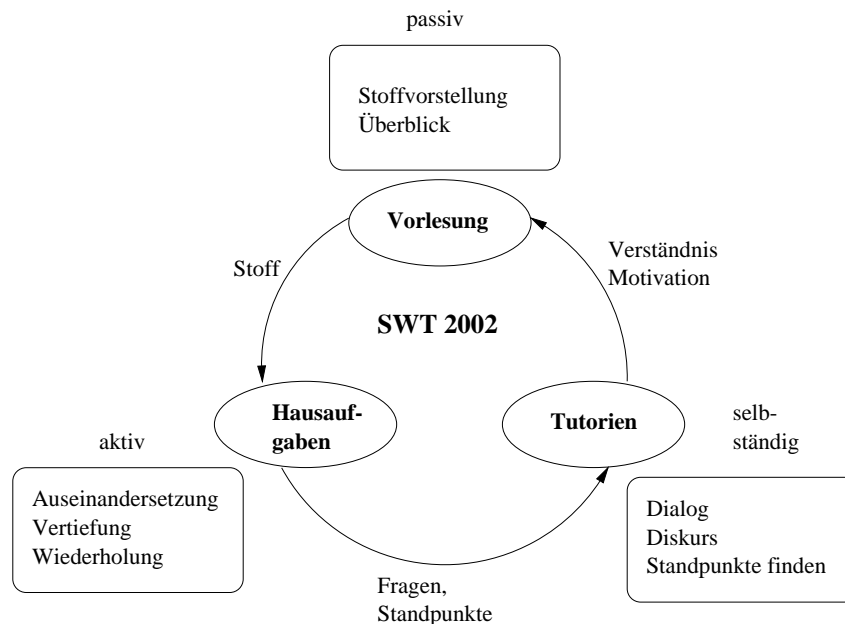 passiv
Stoffvorstellung
Überblick
Vorlesung
Stoff
Verständnis
Motivation
SWT 2002
Hausauf-
gaben
Tutorien
aktiv
selb-
ständig
Auseinandersetzung
Vertiefung
Wiederholung
Dialog
Diskurs
Standpunkte finden
Fragen,
Standpunkte